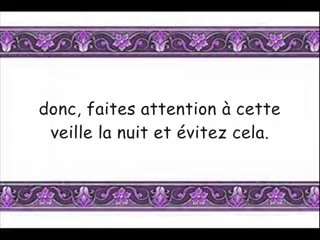 donc, faites attention à cette
veille la nuit et évitez cela.